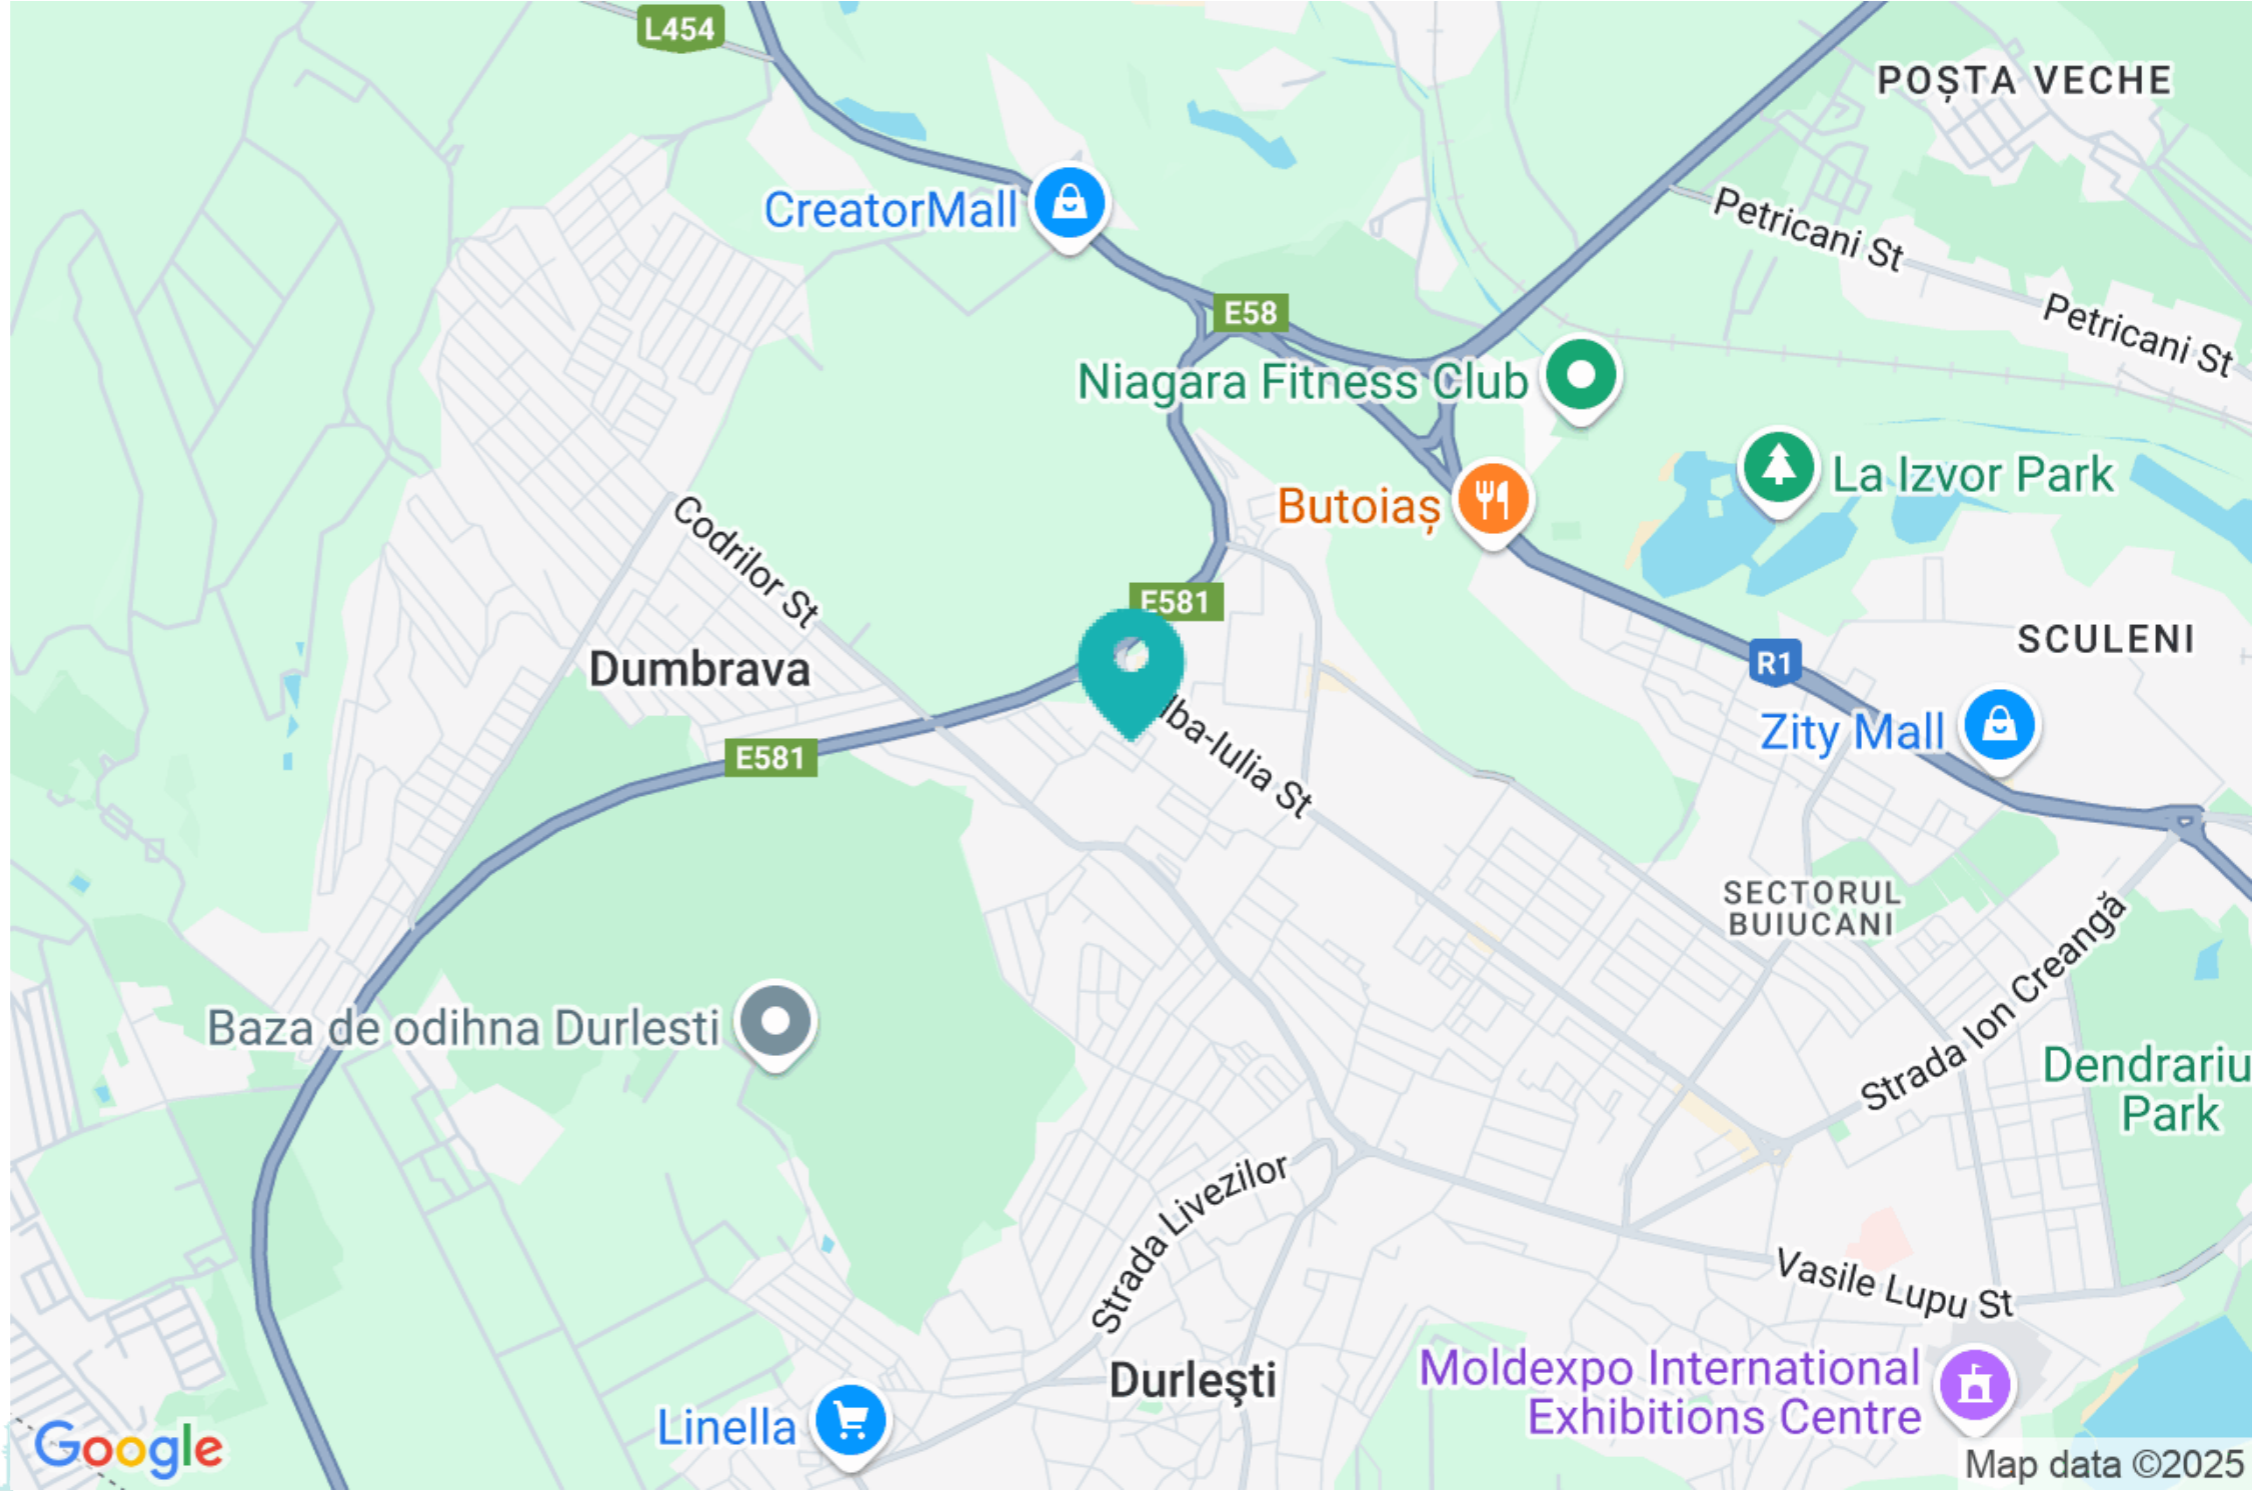 L454
POȘTA VECHE
CreatorMall
Petricani St
E58
Petricani St
Niagara Fitness Club
La Izvor Park
Butoiaș
Codrilor St
E581
SCULENI
Dumbrava
R1
lba-Iulia St
Zity Mall
E581
SECTORUL
BUIUCANI
Strada Ion Creangă
Baza de odihna Durlesti
Dendrariu
Park
Strada Livezilor
Vasile Lupu St
Durleşti
Moldexpo International
Exhibitions Centre
Linella
Google
Map data ©2025